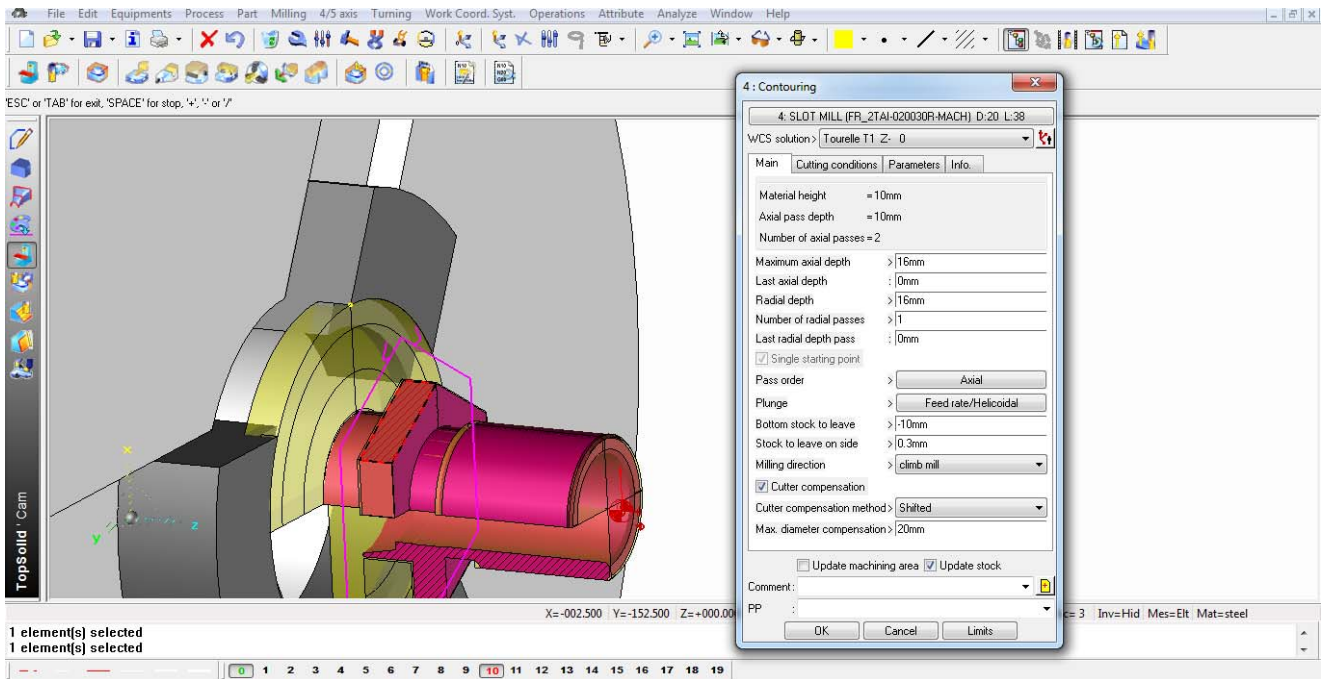 File Edit Equipments Process Part Milling 4/5 axis Turning Work Coord. Syst. Operations Attribute Analyze Window Help
'ESC' or 'TAB' for exit, 'SPACE' for stop, '+', '-' or '/'
4 : Contouring
4: SLOT MILL (FR_2TAI-020030R-MACH) D:20 L:38
WCS solution > Tourelle T1 Z- 0
Main Cutting conditions Parameters Info.
Material height = 10mm
Axial pass depth = 10mm
Number of axial passes = 2
Maximum axial depth > 16mm
Last axial depth : 0mm
Radial depth > 16mm
Number of radial passes > 1
Last radial depth pass : 0mm
Single starting point
Pass order > Axial
Plunge > Feed rate/Helicoidal
Bottom stock to leave > -10mm
Stock to leave on side > 0.3mm
Milling direction > climb mill
Cutter compensation
Cutter compensation method > Shifted
Max. diameter compensation > 20mm
Update machining area Update stock
Comment :
PP :
OK Cancel Limits
x
y
z
TopSolid'Cam
X=-002.500 Y=-152.500 Z=+000.00
c= 3 Inv=Hid Mes=Elt Mat=steel
1 element(s) selected
1 element(s) selected
0 1 2 3 4 5 6 7 8 9 10 11 12 13 14 15 16 17 18 19